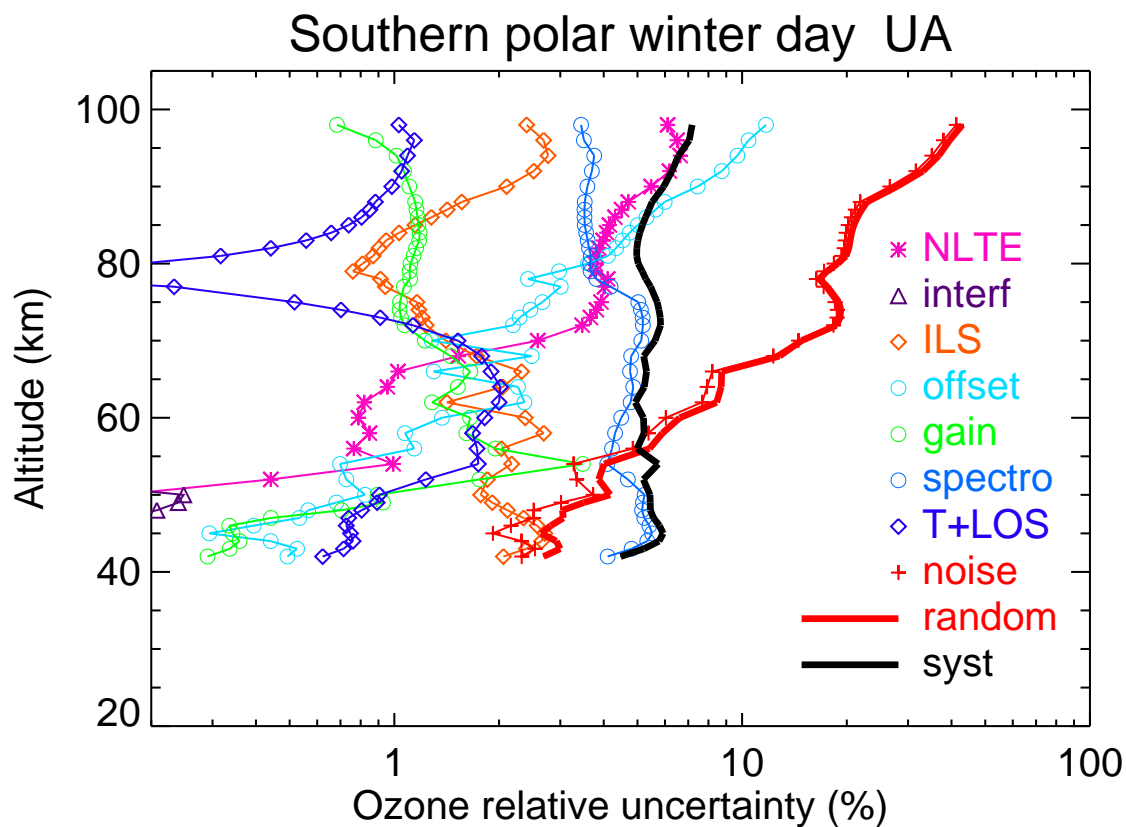 Southern polar winter day  UA
Altitude (km)
100
80
60
40
20
NLTE
interf
ILS
offset
gain
spectro
T+LOS
noise
random
syst
1
10
100
Ozone relative uncertainty (%)